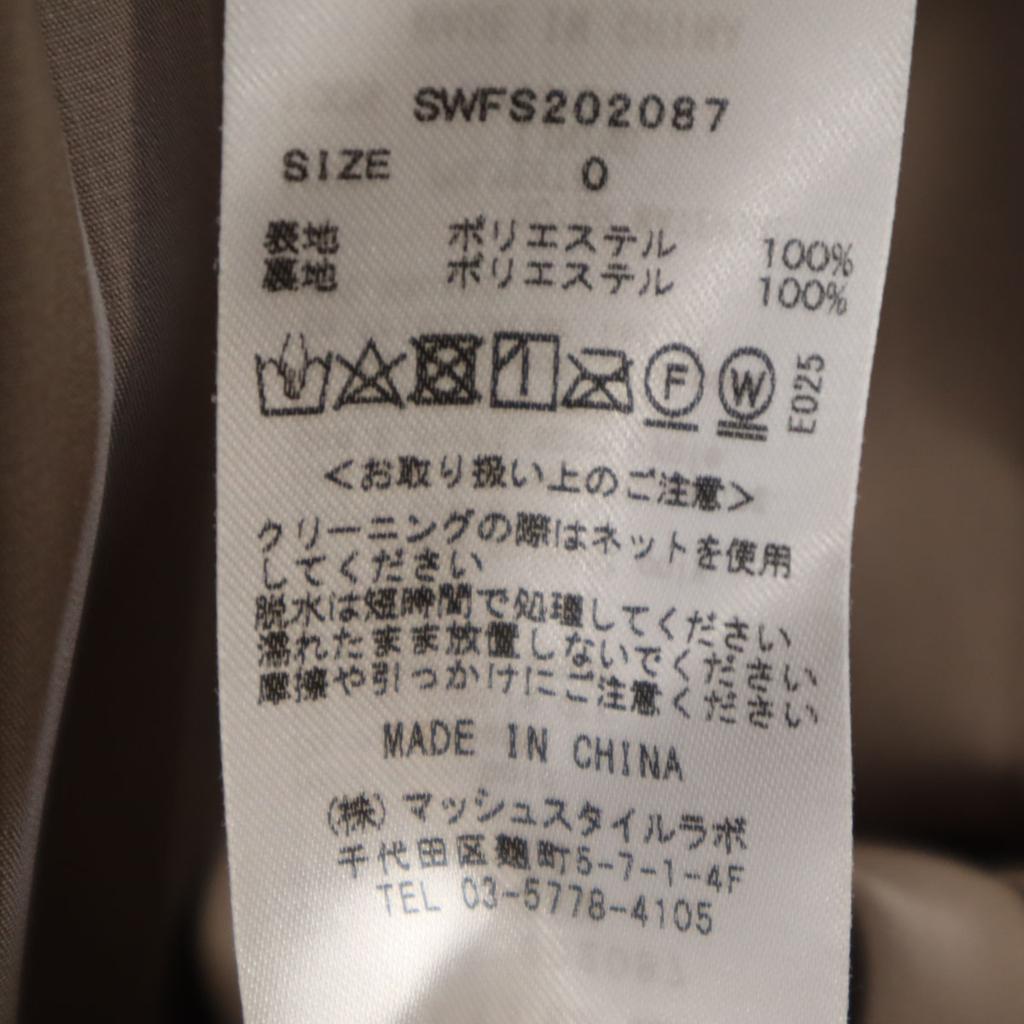 SWFS202087
SIZE 0
表地 ポリエステル 100%
裏地 ポリエステル 100%
F W E025
<お取り扱い上のご注意>
クリーニングの際はネットを使用
してください
脱水は短時間で処理してください
濡れたまま放置しないでください
摩擦や引っかけにご注意ください
MADE IN CHINA
(株)マッシュスタイルラボ
千代田区麹町5-7-1-4F
TEL 03-5778-4105